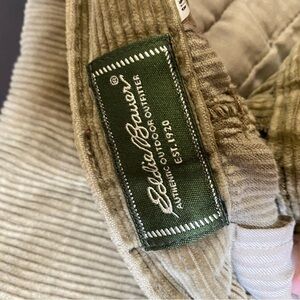 Eddie Bauer®
AUTHENTIC OUTDOOR OUTFITTER
EST. 1920